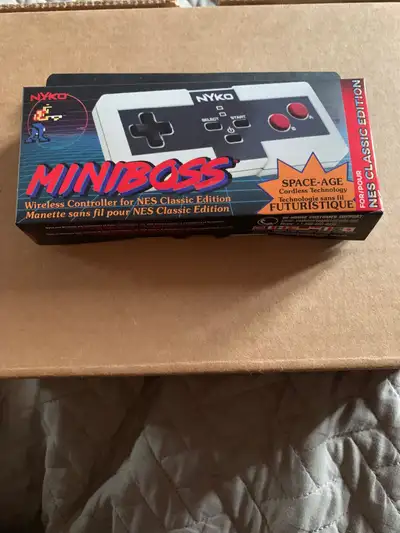 NYKO
NYKO
SELECT START
B A
MINIBOSS
Wireless Controller for NES Classic Edition
Manette sans fil pour NES Classic Edition
SPACE-AGE
Cordless Technology
Technologie sans fil
FUTURISTIQUE
FOR/POUR
NES CLASSIC EDITION